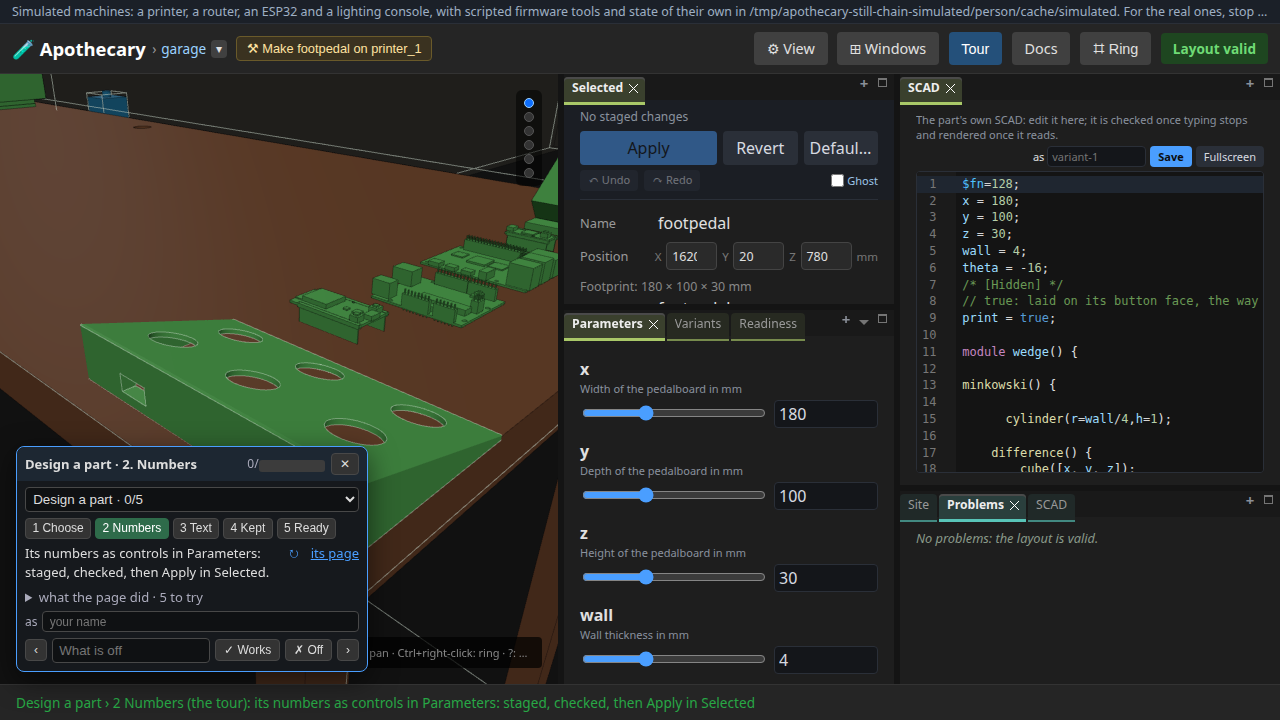 Simulated machines: a printer, a router, an ESP32 and a lighting console, with scripted firmware tools and state of their own in /tmp/apothecary-still-chain-simulated/person/cache/simulated. For the real ones, stop ...
Apothecary › garage ▾ ⚒ Make footpedal on printer_1
⚙ View ⊞ Windows Tour Docs ⌗ Ring Layout valid
Selected
No staged changes
Apply Revert Defaul...
↶ Undo ↷ Redo Ghost
Name footpedal
Position X 1620 Y 20 Z 780 mm
Footprint: 180 × 100 × 30 mm
Parameters Variants Readiness
x
Width of the pedalboard in mm
180
y
Depth of the pedalboard in mm
100
z
Height of the pedalboard in mm
30
wall
Wall thickness in mm
4
SCAD
The part's own SCAD: edit it here; it is checked once typing stops
and rendered once it reads.
as variant-1 Save Fullscreen
1 $fn=128;
2 x = 180;
3 y = 100;
4 z = 30;
5 wall = 4;
6 theta = -16;
7 /* [Hidden] */
8 // true: laid on its button face, the way
9 print = true;
10
11 module wedge() {
12
13 minkowski() {
14
15 cylinder(r=wall/4,h=1);
16
17 difference() {
18 cube([x, y, z]);
Site Problems SCAD
No problems: the layout is valid.
Design a part · 2. Numbers 0/ ✕
Design a part · 0/5
1 Choose 2 Numbers 3 Text 4 Kept 5 Ready
Its numbers as controls in Parameters: ↻ its page
staged, checked, then Apply in Selected.
▶ what the page did · 5 to try
as your name
‹ What is off ✓ Works ✗ Off ›
pan · Ctrl+right-click: ring · ?: ...
Design a part › 2 Numbers (the tour): its numbers as controls in Parameters: staged, checked, then Apply in Selected